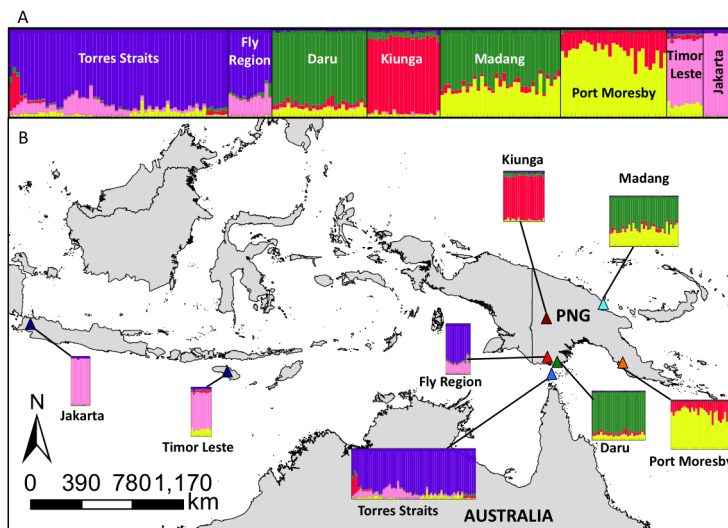 A
Torres Straits
Fly
Region
Daru
Kiunga
Madang
Port Moresby
Timor
Leste
Jakarta
B
Kiunga
Madang
PNG
Fly Region
Jakarta
Timor Leste
Daru
Port Moresby
Torres Straits
AUSTRALIA
N
0 390 780 1,170
km